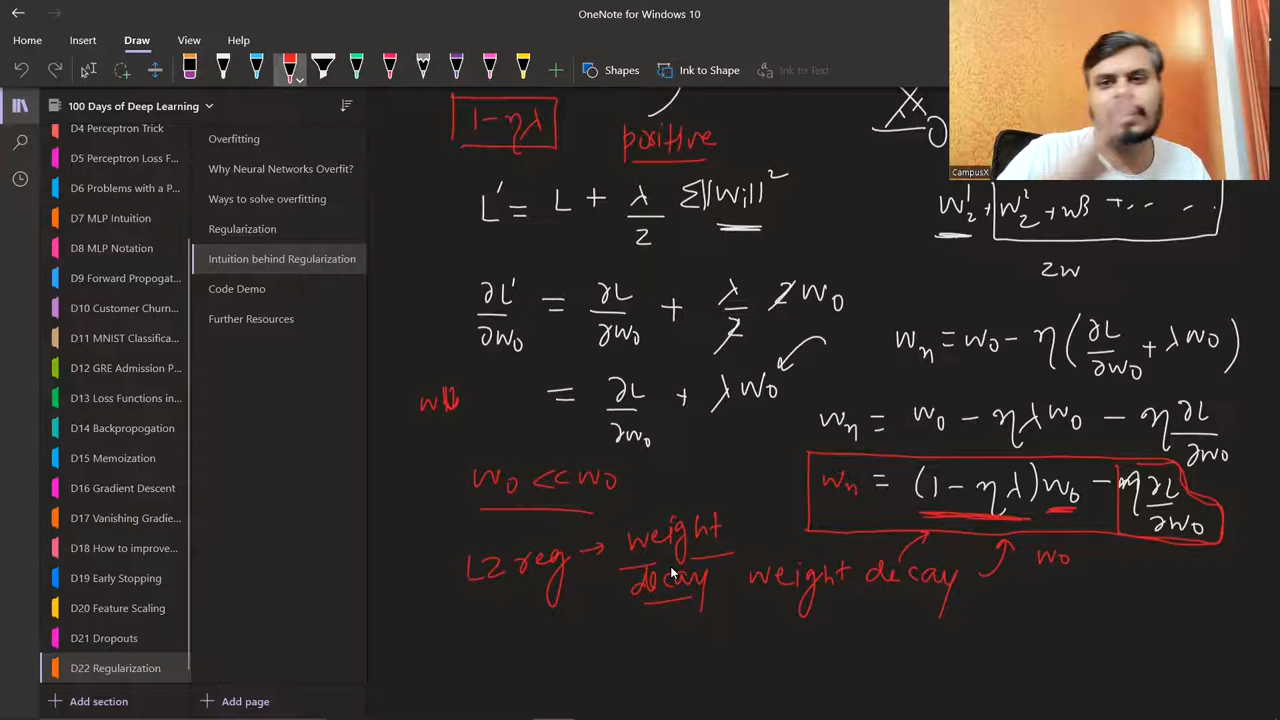 OneNote for Windows 10
Home Insert Draw View Help
Shapes Ink to Shape Ink to Text
100 Days of Deep Learning
D4 Perceptron Trick
D5 Perceptron Loss F...
D6 Problems with a P...
D7 MLP Intuition
D8 MLP Notation
D9 Forward Propogat...
D10 Customer Churn...
D11 MNIST Classifica...
D12 GRE Admission P...
D13 Loss Functions in...
D14 Backpropogation
D15 Memoization
D16 Gradient Descent
D17 Vanishing Gradie...
D18 How to improve...
D19 Early Stopping
D20 Feature Scaling
D21 Dropouts
D22 Regularization
Add section
Overfitting
Why Neural Networks Overfit?
Ways to solve overfitting
Regularization
Intuition behind Regularization
Code Demo
Further Resources
Add page
CampusX
1 - ηλ
positive
L' = L + λ/2 Σ||Wi||²
∂L'/∂w₀ = ∂L/∂w₀ + λ/2 2W₀
= ∂L/∂w₀ + λW₀
w₀ << w₀
L2 reg → weight
decay
2w
wₙ = w₀ - η(∂L/∂w₀ + λw₀)
wₙ = w₀ - ηλw₀ - η ∂L/∂w₀
wₙ = (1 - ηλ)w₀ - η ∂L/∂w₀
weight decay
w₀